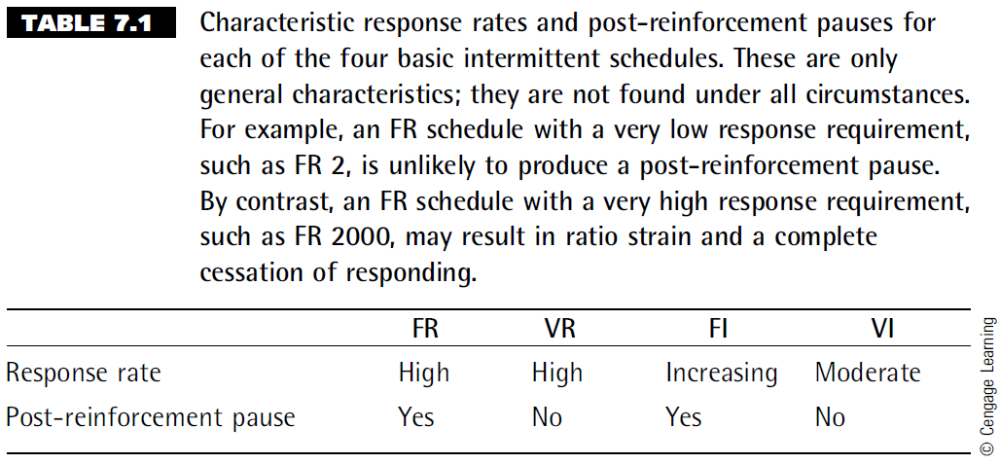 TABLE 7.1
Characteristic response rates and post-reinforcement pauses for
each of the four basic intermittent schedules. These are only
general characteristics; they are not found under all circumstances.
For example, an FR schedule with a very low response requirement,
such as FR 2, is unlikely to produce a post-reinforcement pause.
By contrast, an FR schedule with a very high response requirement,
such as FR 2000, may result in ratio strain and a complete
cessation of responding.
FR VR FI VI
Response rate High High Increasing Moderate
Post-reinforcement pause Yes No Yes No
© Cengage Learning